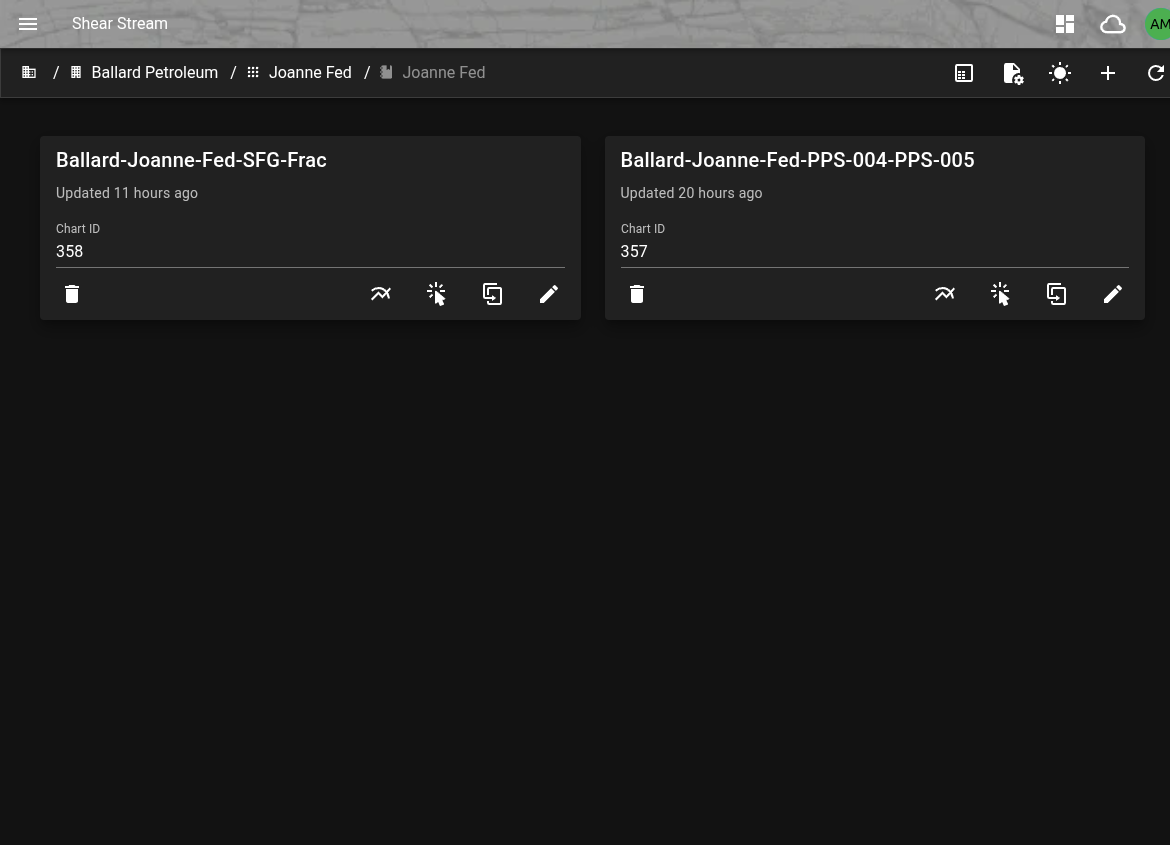 Shear Stream
AM
/ Ballard Petroleum / Joanne Fed / Joanne Fed
Ballard-Joanne-Fed-SFG-Frac
Updated 11 hours ago
Chart ID
358
Ballard-Joanne-Fed-PPS-004-PPS-005
Updated 20 hours ago
Chart ID
357